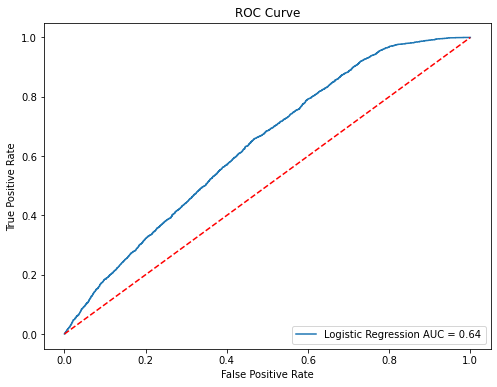 ROC Curve
True Positive Rate
1.0
0.8
0.6
0.4
0.2
0.0
Logistic Regression AUC = 0.64
0.0 0.2 0.4 0.6 0.8 1.0
False Positive Rate